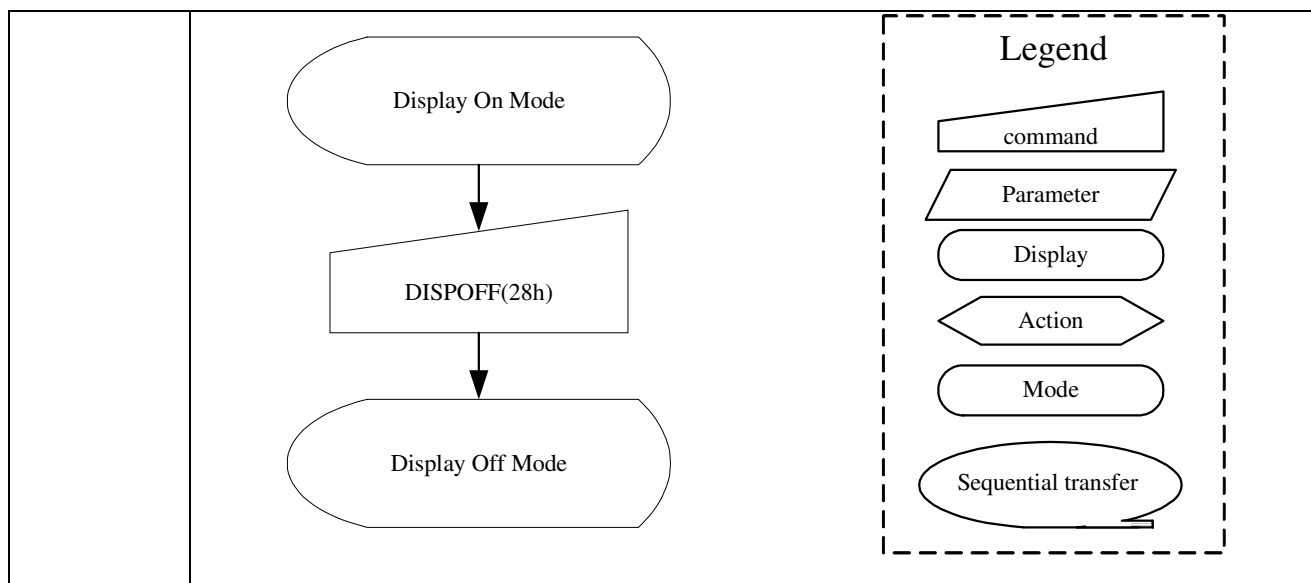 Display On Mode
DISPOFF(28h)
Display Off Mode
Legend
command
Parameter
Display
Action
Mode
Sequential transfer